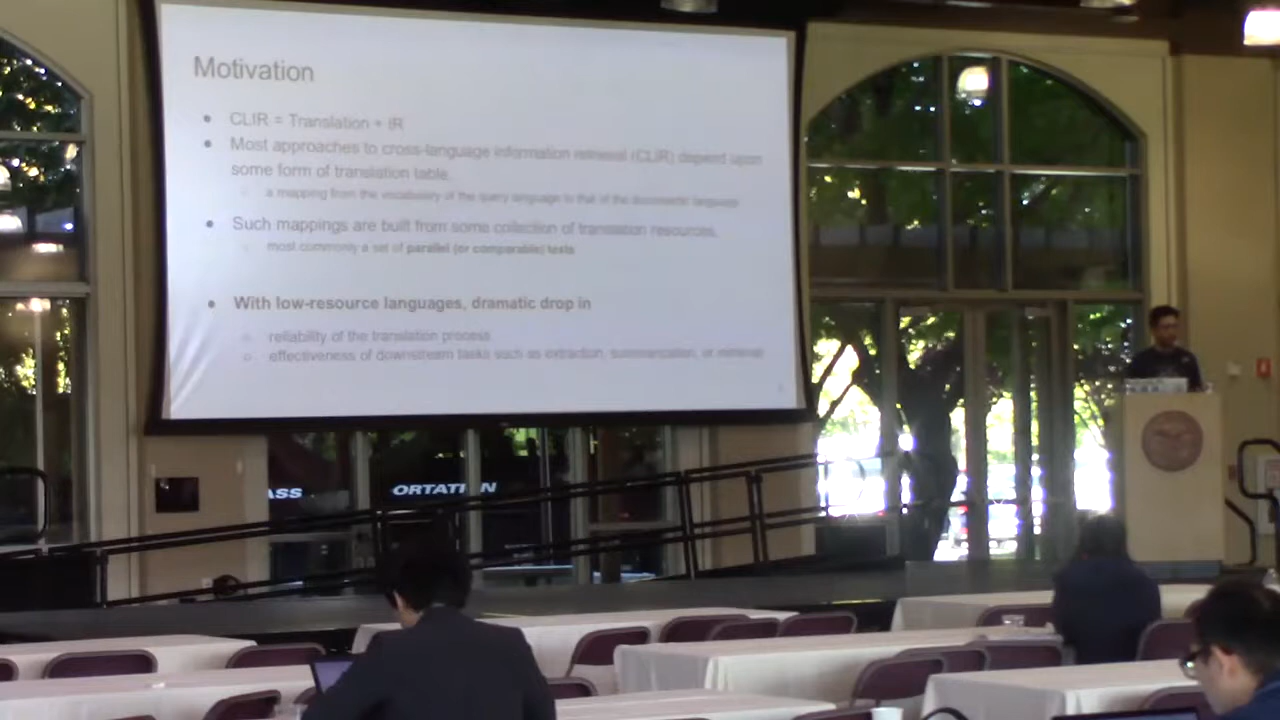 Motivation
CLIR = Translation + IR
Most approaches to cross-language information retrieval (CLIR) depend upon
some form of translation table,
a mapping from the vocabulary of the query language to that of the documents' language
Such mappings are built from some collection of translation resources,
most commonly a set of parallel (or comparable) texts
With low-resource languages, dramatic drop in
reliability of the translation process
effectiveness of downstream tasks such as extraction, summarization, or retrieval
ASS
ORTATI N